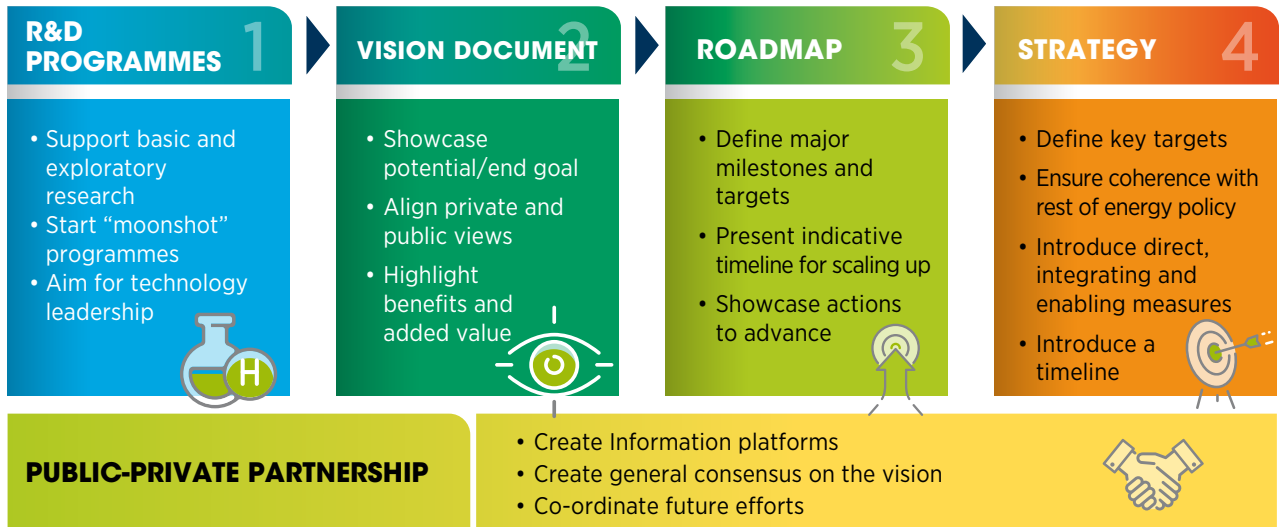 R&D
PROGRAMMES
1
• Support basic and
exploratory
research
• Start “moonshot”
programmes
• Aim for technology
leadership
H
VISION DOCUMENT
2
• Showcase
potential/end goal
• Align private and
public views
• Highlight
benefits and
added value
ROADMAP
3
• Define major
milestones and
targets
• Present indicative
timeline for scaling up
• Showcase actions
to advance
STRATEGY
4
• Define key targets
• Ensure coherence with
rest of energy policy
• Introduce direct,
integrating and
enabling measures
• Introduce a
timeline
PUBLIC-PRIVATE PARTNERSHIP
• Create Information platforms
• Create general consensus on the vision
• Co-ordinate future efforts